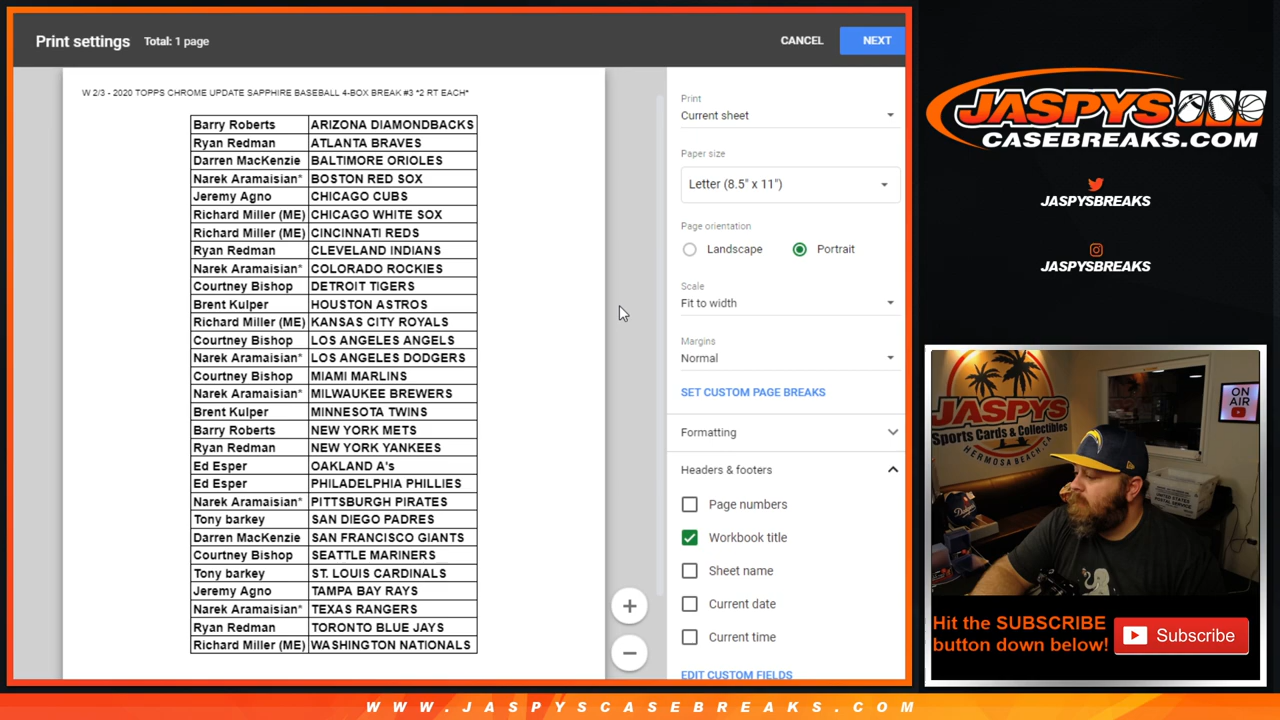 Print settings Total: 1 page CANCEL NEXT
W 2/3 - 2020 TOPPS CHROME UPDATE SAPPHIRE BASEBALL 4-BOX BREAK #3 *2 RT EACH*
Barry Roberts ARIZONA DIAMONDBACKS
Ryan Redman ATLANTA BRAVES
Darren MacKenzie BALTIMORE ORIOLES
Narek Aramaisian* BOSTON RED SOX
Jeremy Agno CHICAGO CUBS
Richard Miller (ME) CHICAGO WHITE SOX
Richard Miller (ME) CINCINNATI REDS
Ryan Redman CLEVELAND INDIANS
Narek Aramaisian* COLORADO ROCKIES
Courtney Bishop DETROIT TIGERS
Brent Kulper HOUSTON ASTROS
Richard Miller (ME) KANSAS CITY ROYALS
Courtney Bishop LOS ANGELES ANGELS
Narek Aramaisian* LOS ANGELES DODGERS
Courtney Bishop MIAMI MARLINS
Narek Aramaisian* MILWAUKEE BREWERS
Brent Kulper MINNESOTA TWINS
Barry Roberts NEW YORK METS
Ryan Redman NEW YORK YANKEES
Ed Esper OAKLAND A's
Ed Esper PHILADELPHIA PHILLIES
Narek Aramaisian* PITTSBURGH PIRATES
Tony barkey SAN DIEGO PADRES
Darren MacKenzie SAN FRANCISCO GIANTS
Courtney Bishop SEATTLE MARINERS
Tony barkey ST. LOUIS CARDINALS
Jeremy Agno TAMPA BAY RAYS
Narek Aramaisian* TEXAS RANGERS
Ryan Redman TORONTO BLUE JAYS
Richard Miller (ME) WASHINGTON NATIONALS
Print
Current sheet
Paper size
Letter (8.5" x 11")
Page orientation
Landscape Portrait
Scale
Fit to width
Margins
Normal
SET CUSTOM PAGE BREAKS
Formatting
Headers & footers
Page numbers
Workbook title
Sheet name
Current date
Current time
EDIT CUSTOM FIELDS
JASPYS
CASEBREAKS.COM
JASPYSBREAKS
JASPYSBREAKS
JASPYS
Sports Cards & Collectibles
HERMOSA BEACH, CA
ON
AIR
UNITED STATES
POSTAL SERVICE
Dodgers
Hit the SUBSCRIBE
button down below!
Subscribe
WWW.JASPYSCASEBREAKS.COM